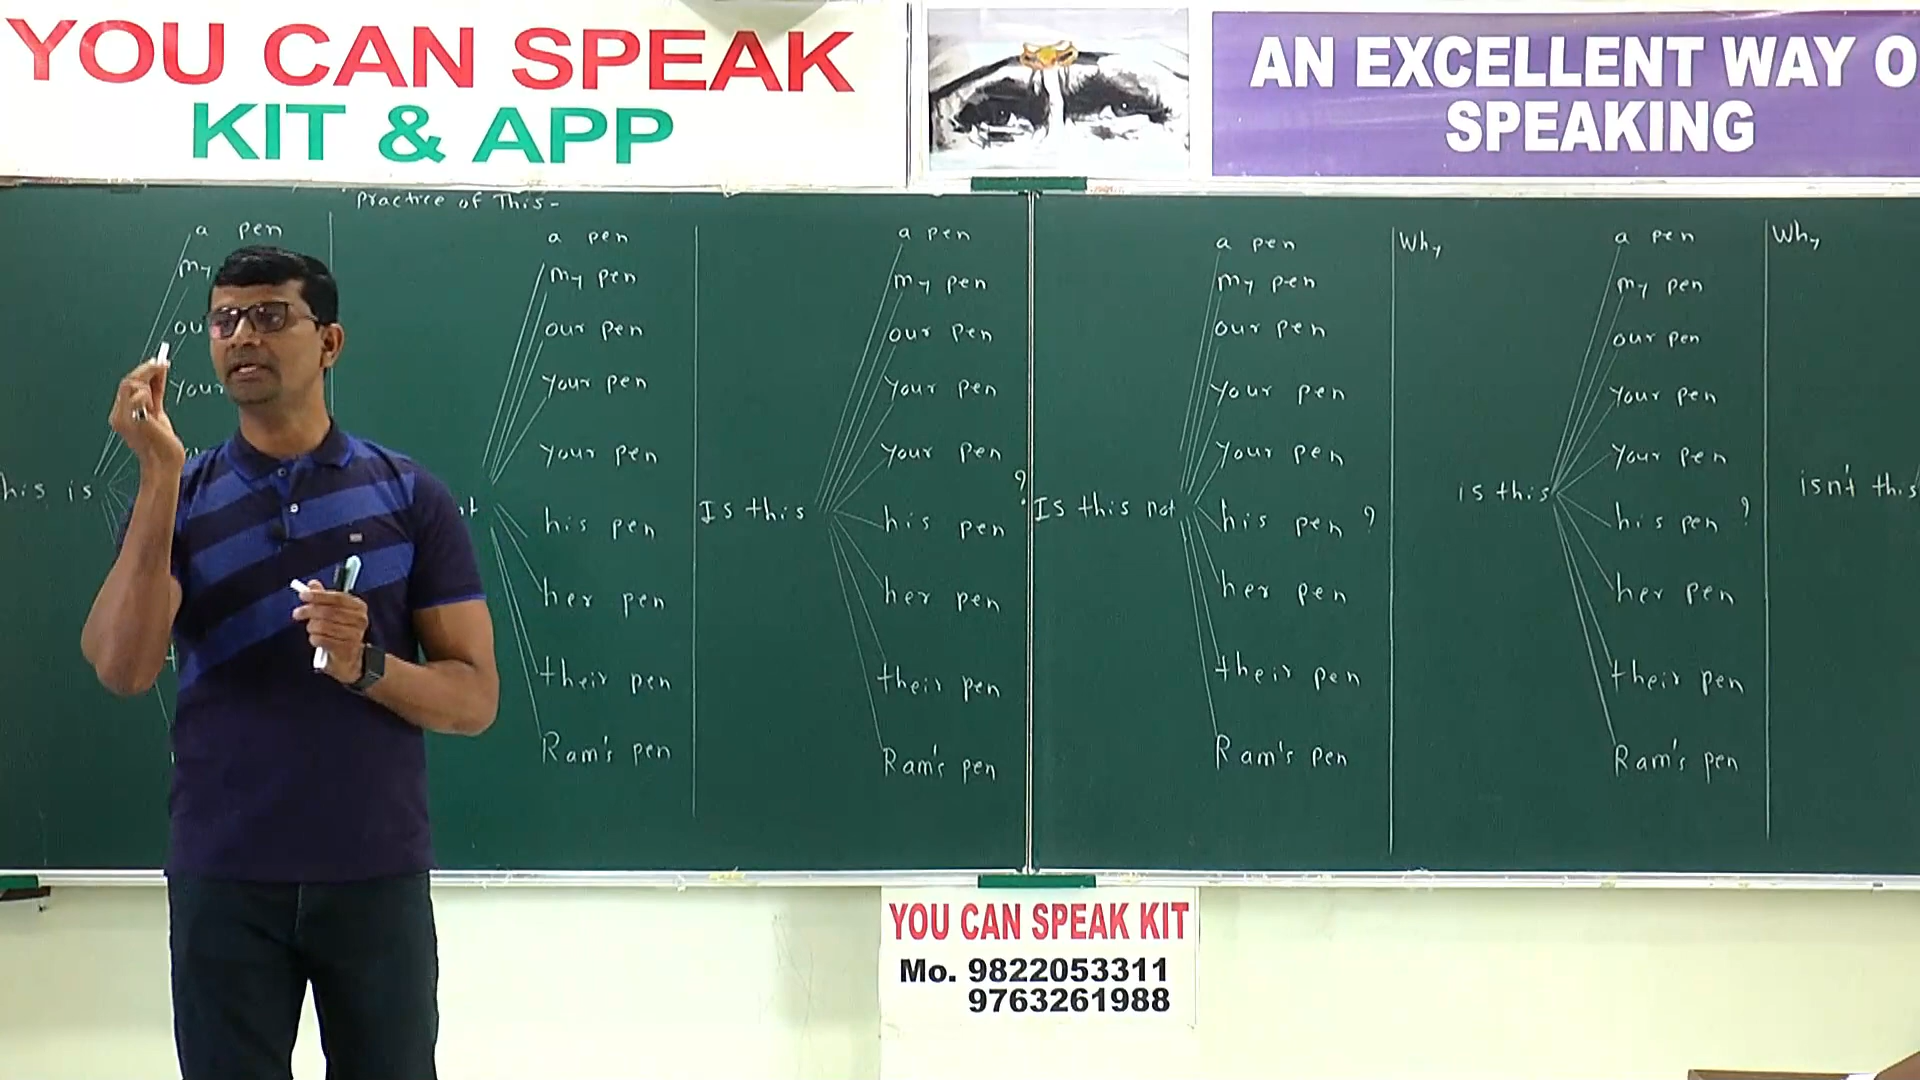 YOU CAN SPEAK
KIT & APP
AN EXCELLENT WAY O
SPEAKING
Practice of This-
a pen
my
ou
your
his is
a pen
my pen
our pen
your pen
your pen
his pen
her pen
their pen
Ram's pen
Is this
a pen
my pen
our pen
your pen
your pen
his pen
?
her pen
their pen
Ram's pen
Is this not
a pen
my pen
our pen
your pen
your pen
his pen ?
her pen
their pen
Ram's pen
Why
is this
a pen
my pen
our pen
your pen
your pen
his pen ?
her pen
their pen
Ram's pen
Why
isn't this
YOU CAN SPEAK KIT
Mo. 9822053311
9763261988